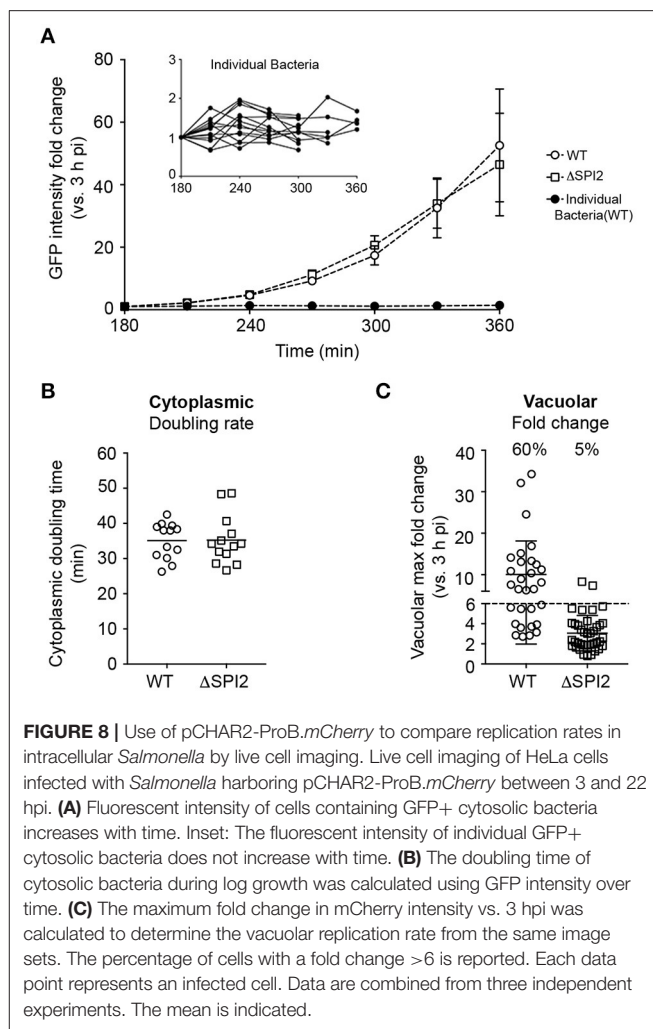 A
GFP intensity fold change
(vs. 3 h pi)
80
60
40
20
0
180
240
300
360
Time (min)
Individual Bacteria
3
2
1
0
180
240
300
360
WT
ΔSPI2
Individual
Bacteria(WT)
B
Cytoplasmic
Doubling rate
Cytoplasmic doubling time
(min)
60
50
40
30
20
10
0
WT
ΔSPI2
C
Vacuolar
Fold change
60%
5%
Vacuolar max fold change
(vs. 3 h pi)
40
30
20
10
6
4
2
0
WT
ΔSPI2
FIGURE 8 | Use of pCHAR2-ProB.mCherry to compare replication rates in
intracellular Salmonella by live cell imaging. Live cell imaging of HeLa cells
infected with Salmonella harboring pCHAR2-ProB.mCherry between 3 and 22
hpi. (A) Fluorescent intensity of cells containing GFP+ cytosolic bacteria
increases with time. Inset: The fluorescent intensity of individual GFP+
cytosolic bacteria does not increase with time. (B) The doubling time of
cytosolic bacteria during log growth was calculated using GFP intensity over
time. (C) The maximum fold change in mCherry intensity vs. 3 hpi was
calculated to determine the vacuolar replication rate from the same image
sets. The percentage of cells with a fold change >6 is reported. Each data
point represents an infected cell. Data are combined from three independent
experiments. The mean is indicated.